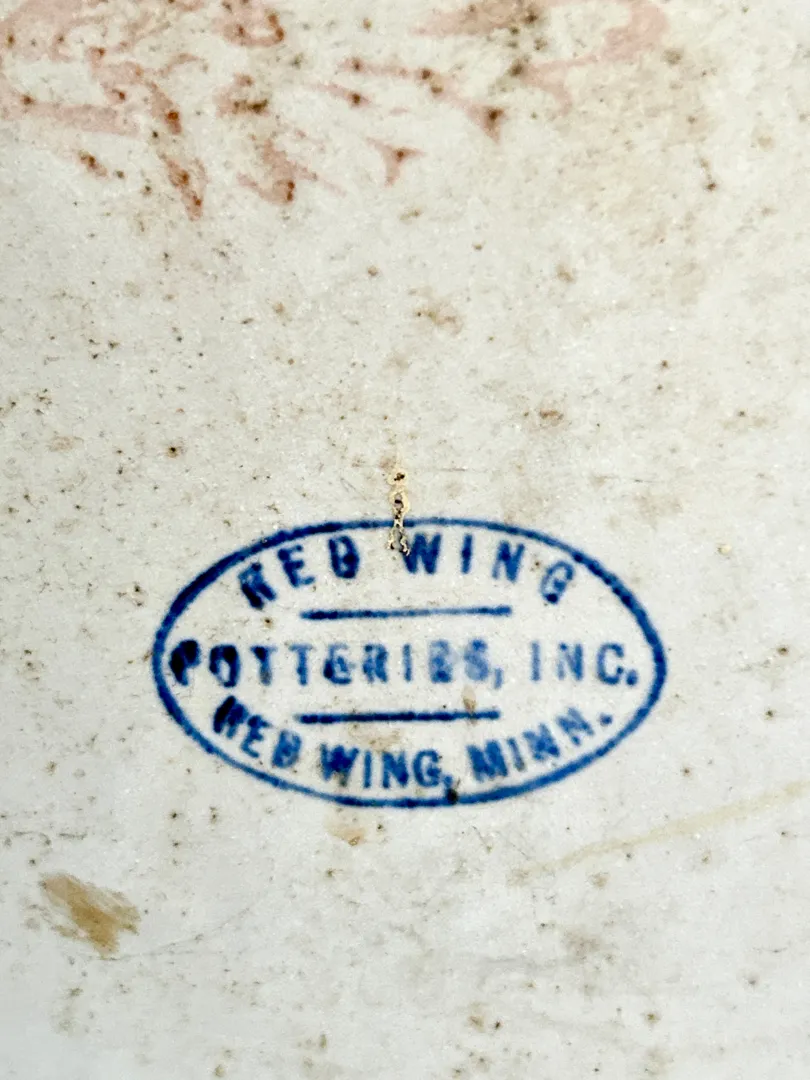 RED WING
POTTERIES, INC.
RED WING, MINN.